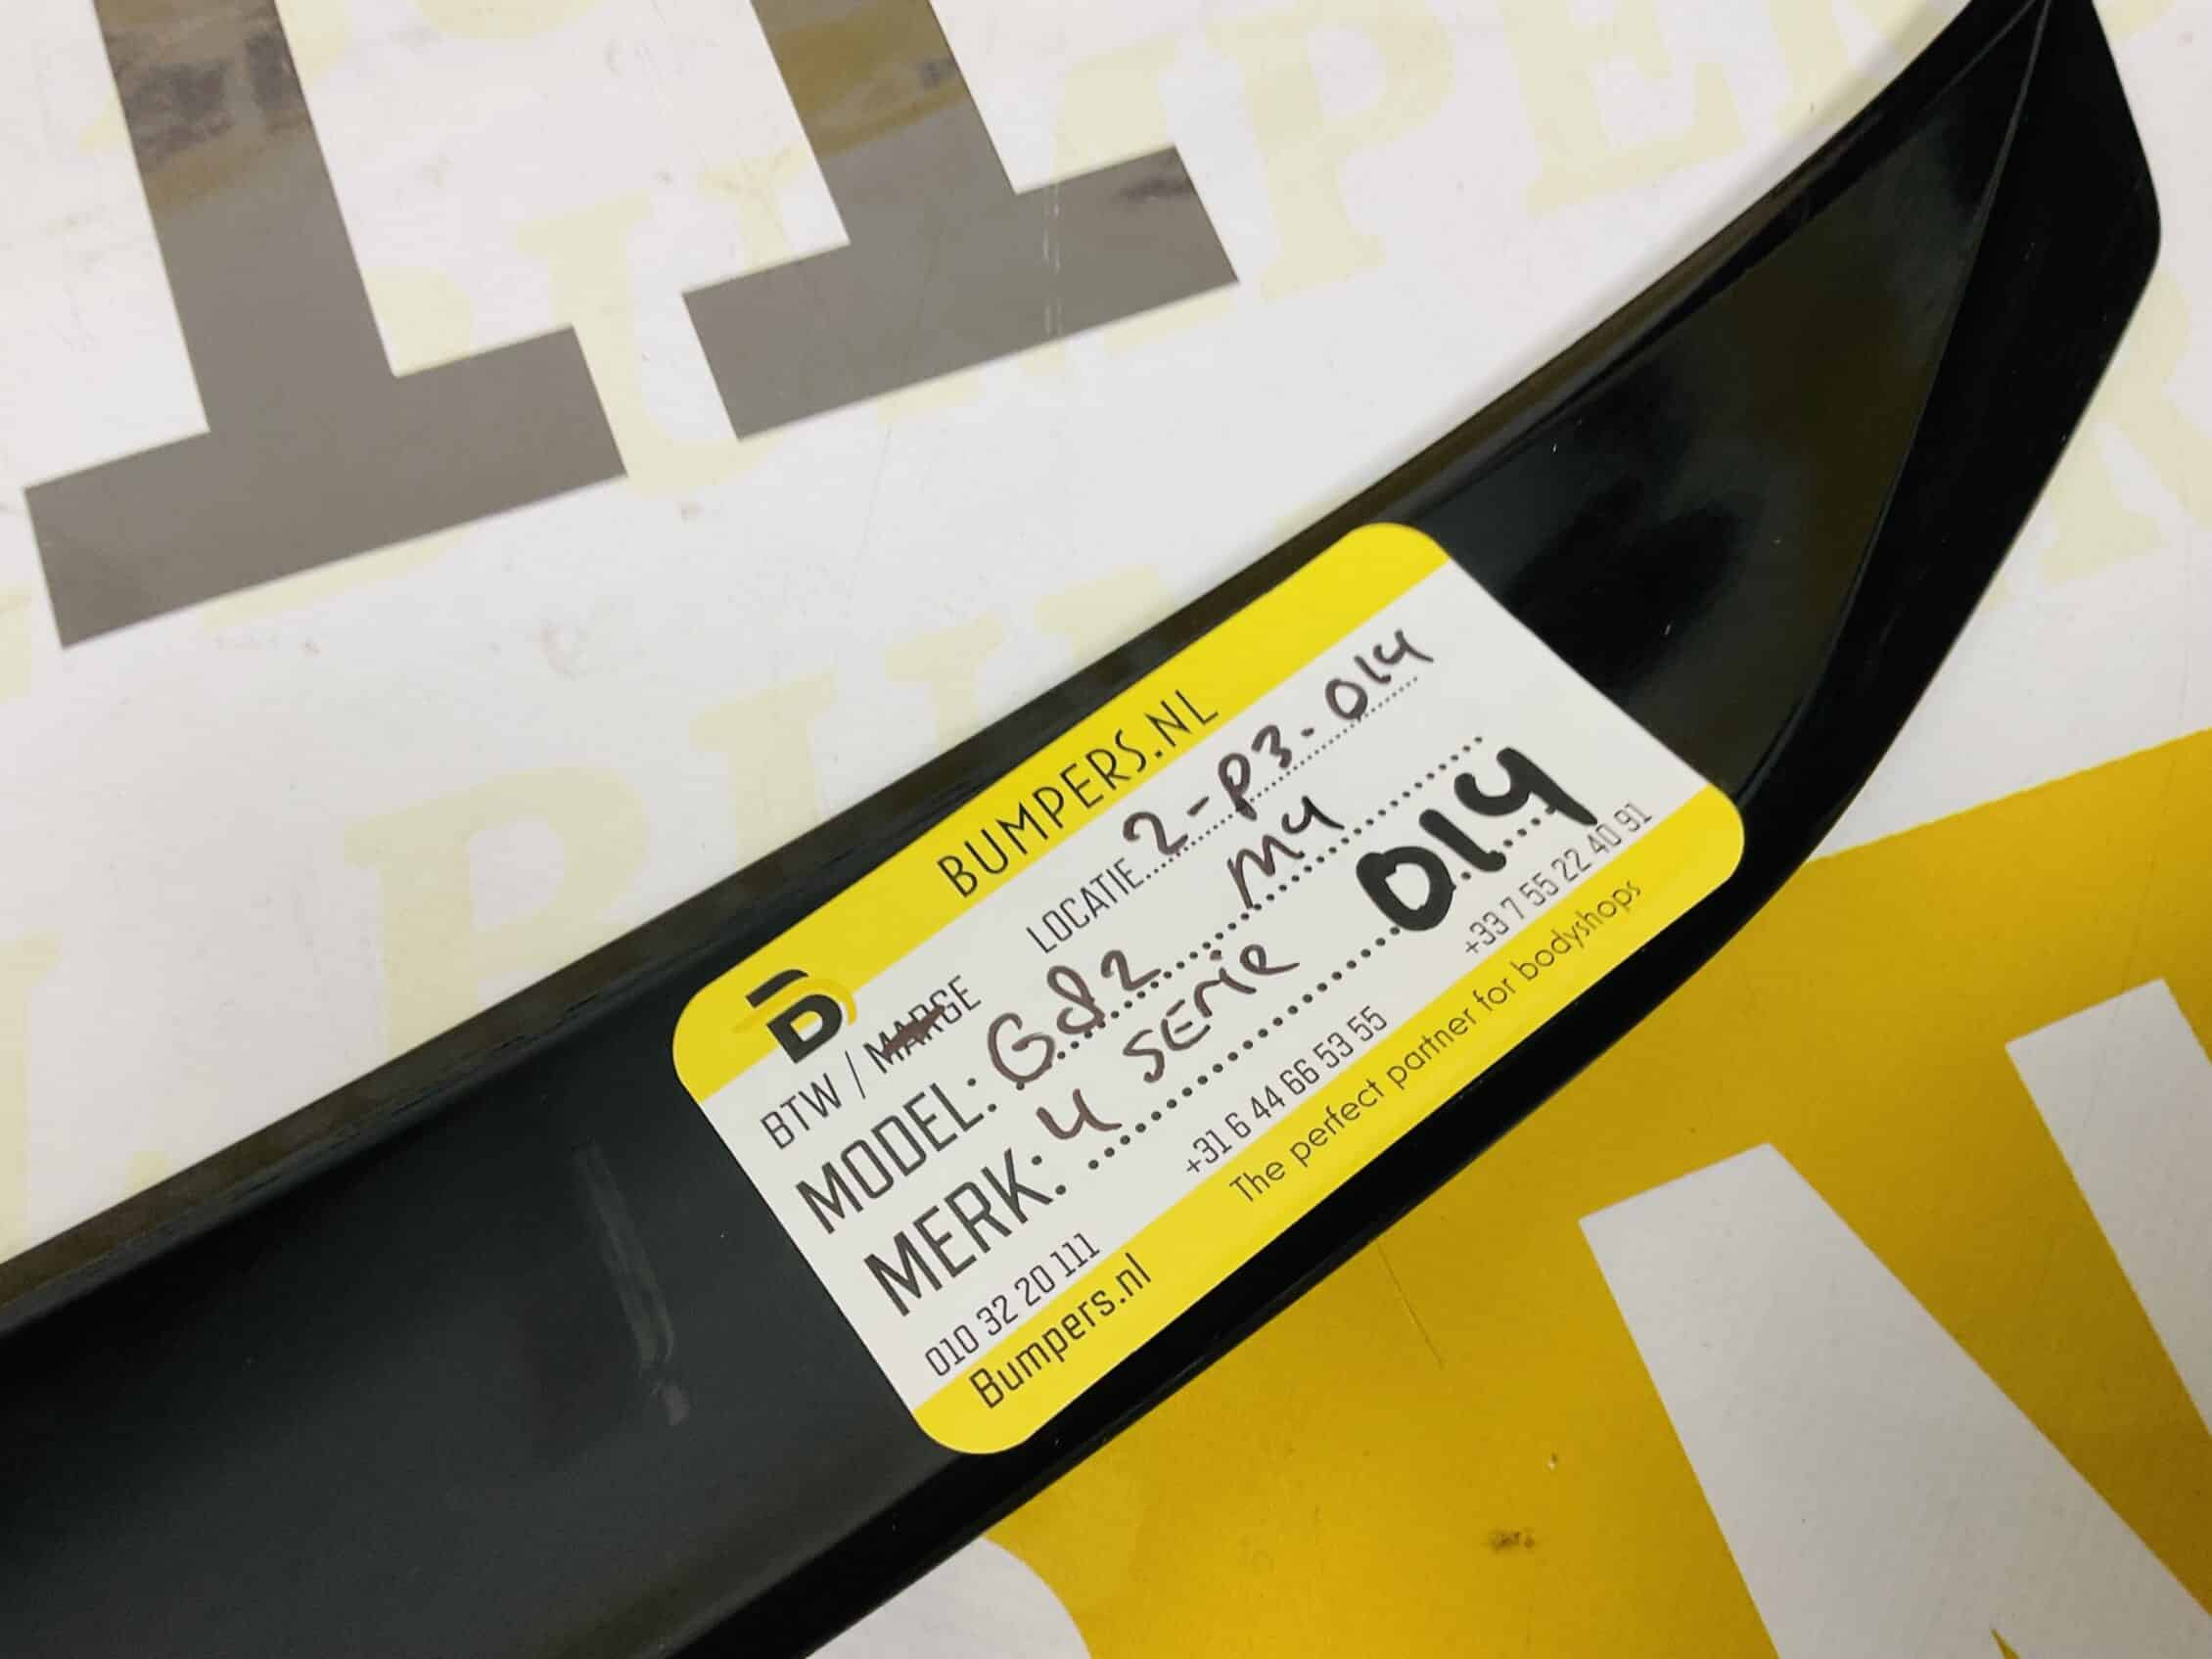 BUMPERS.NL
BTW / MARGE LOCATIE 2-P3.014
MODEL: G82 M4
MERK: 4 SERIE 014
010 32 20 111 +31 6 44 66 53 55 +33 7 55 22 40 91
Bumpers.nl The perfect partner for bodyshops